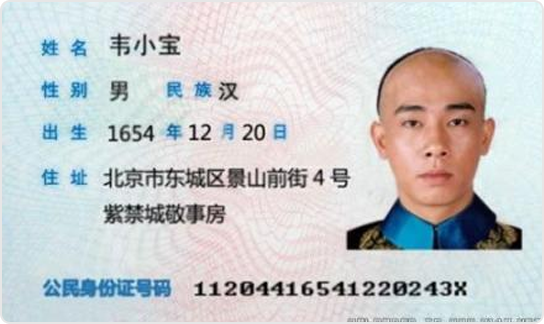 姓名 韦小宝
性别 男 民族 汉
出生 1654 年 12 月 20 日
住址 北京市东城区景山前街 4 号
紫禁城敬事房
公民身份证号码 11204416541220243X